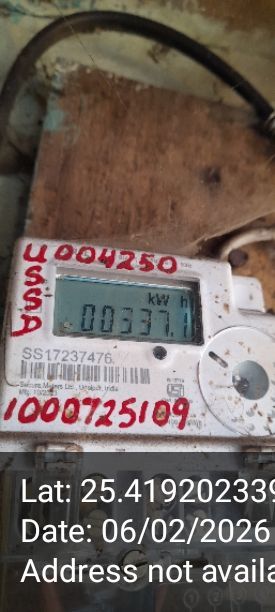 U004250
USSA
kW h
00337.1
SS17237476
Secure Meters Ltd., Udaipur, India
1000725109
Lat: 25.419202339
Date: 06/02/2026
Address not availa